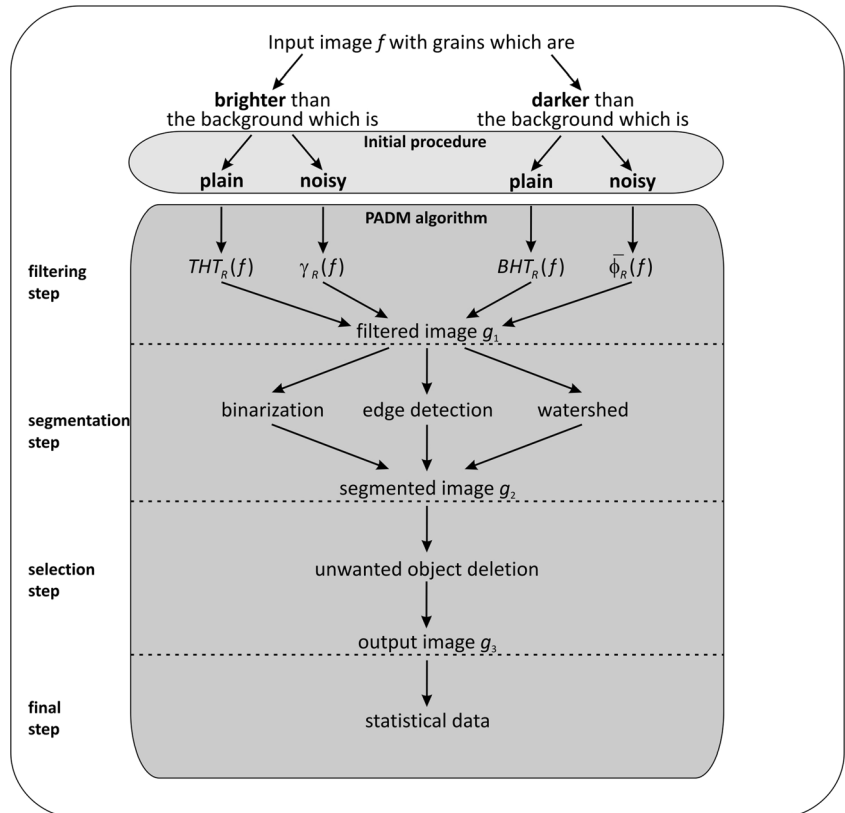 Input image f with grains which are
brighter than
the background which is
darker than
the background which is
Initial procedure
plain
noisy
plain
noisy
PADM algorithm
filtering
step
THT_R(f)
γ_R(f)
BHT_R(f)
ϕ̅_R(f)
filtered image g₁
segmentation
step
binarization
edge detection
watershed
segmented image g₂
selection
step
unwanted object deletion
output image g₃
final
step
statistical data